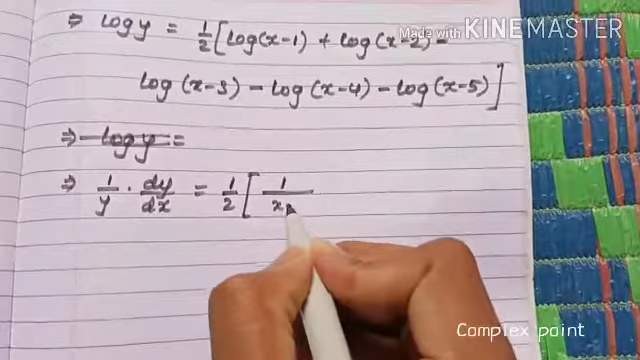 Made with KINEMASTER
⇒ log y = 1/2 [log(x-1) + log(x-2) -
log (x-3) - log (x-4) - log (x-5)]
⇒ log y =
⇒ 1/y · dy/dx = 1/2 [ 1/x
Complex point